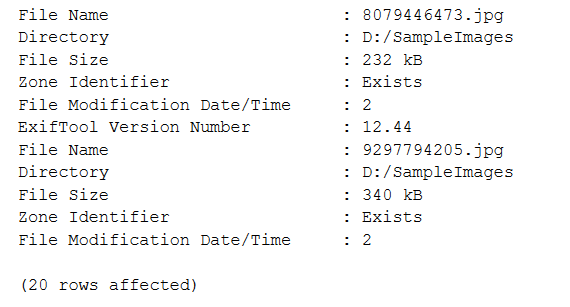 File Name                       : 8079446473.jpg
Directory                       : D:/SampleImages
File Size                       : 232 kB
Zone Identifier                 : Exists
File Modification Date/Time     : 2
ExifTool Version Number         : 12.44
File Name                       : 9297794205.jpg
Directory                       : D:/SampleImages
File Size                       : 340 kB
Zone Identifier                 : Exists
File Modification Date/Time     : 2

(20 rows affected)